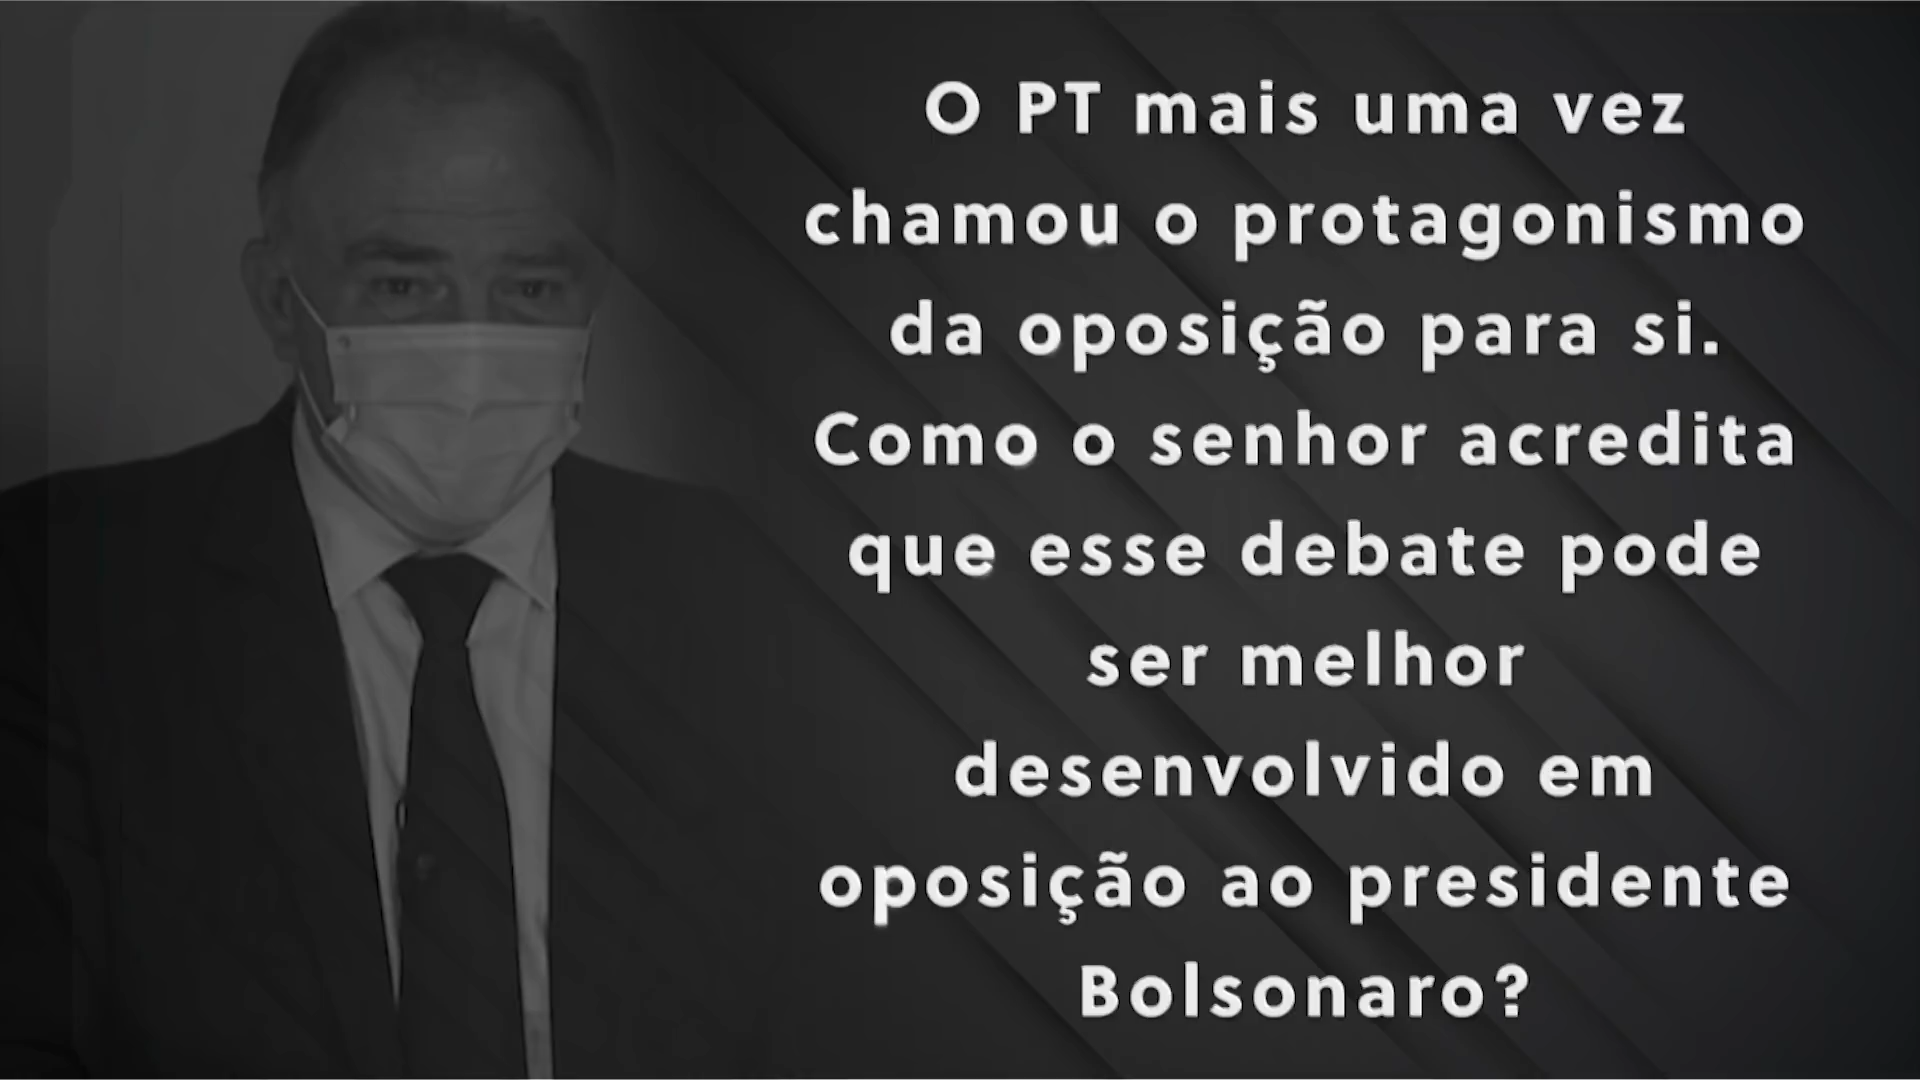 O PT mais uma vez
chamou o protagonismo
da oposição para si.
Como o senhor acredita
que esse debate pode
ser melhor
desenvolvido em
oposição ao presidente
Bolsonaro?